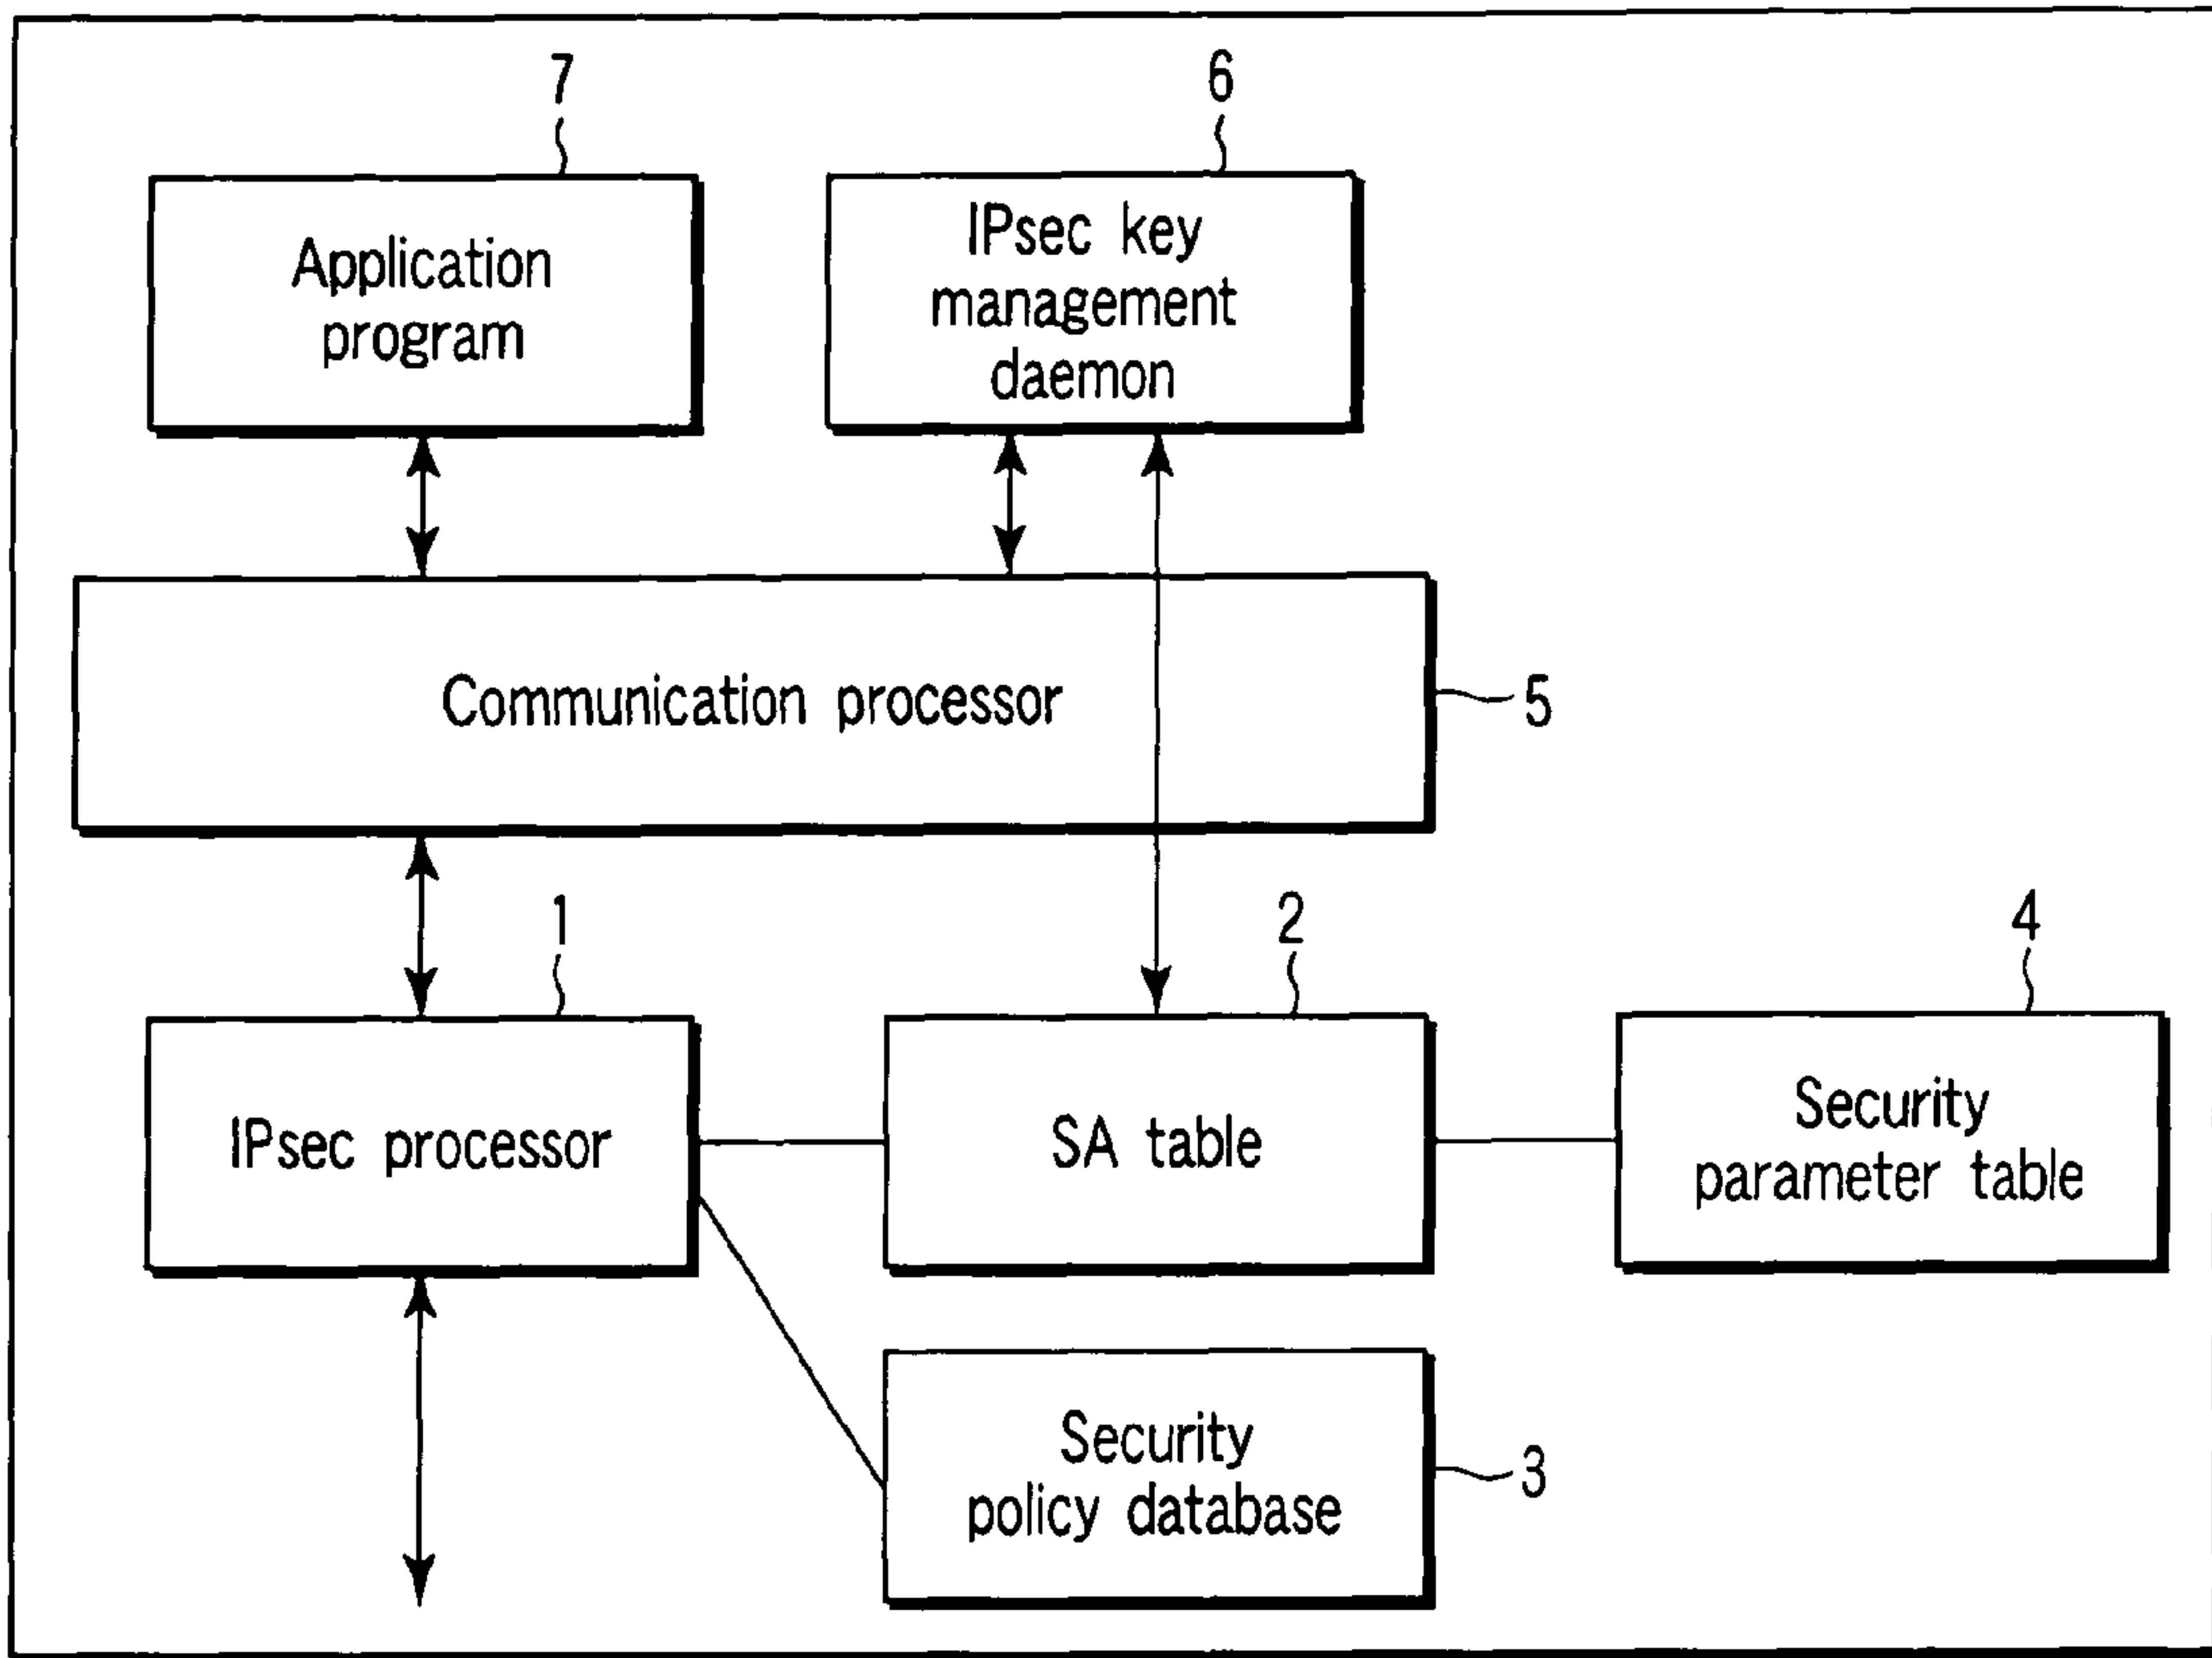 7
6
Application
program
IPsec key
management
daemon
Communication processor
5
1
2
4
IPsec processor
SA table
Security
parameter table
Security
policy database
3